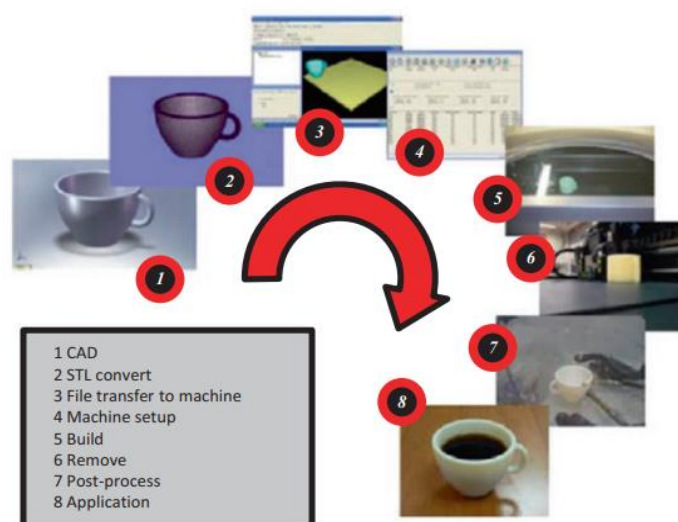 3
4
2
5
1
6
7
8
1 CAD
2 STL convert
3 File transfer to machine
4 Machine setup
5 Build
6 Remove
7 Post-process
8 Application